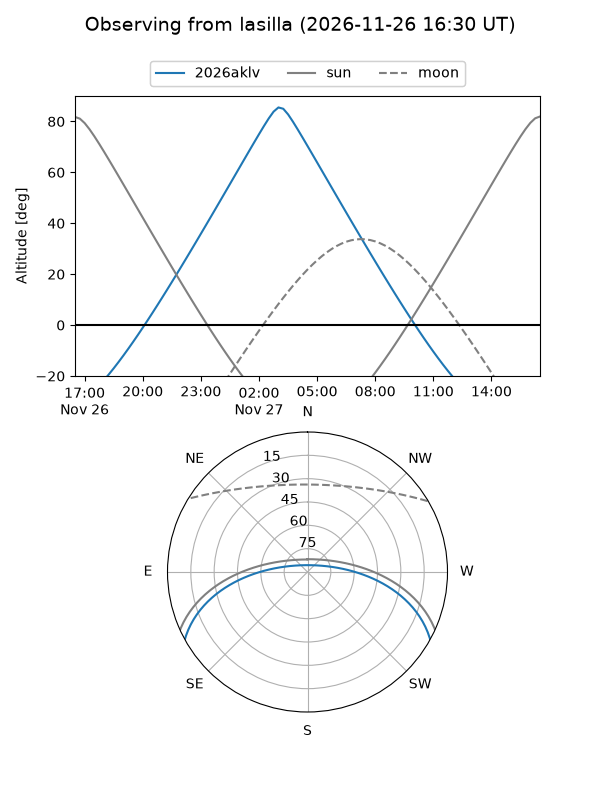 Observing from lasilla (2026-11-26 16:30 UT)
2026aklv sun moon
Altitude [deg]
80
60
40
20
0
−20
17:00 20:00 23:00 02:00 05:00 08:00 11:00 14:00
Nov 26 Nov 27
N
NE NW
15
30
45
60
75
E W
SE SW
S